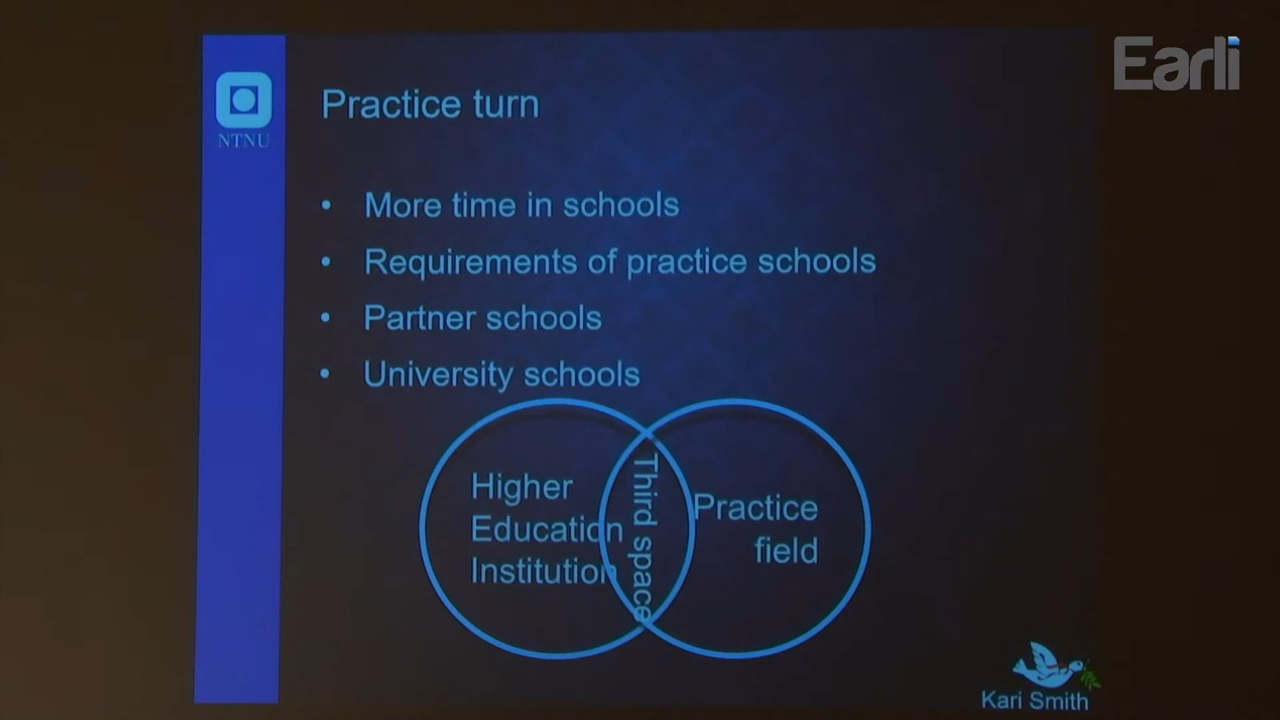 Earli
NTNU
Practice turn
• More time in schools
• Requirements of practice schools
• Partner schools
• University schools
Higher
Education
Institution
Third space
Practice
field
Kari Smith